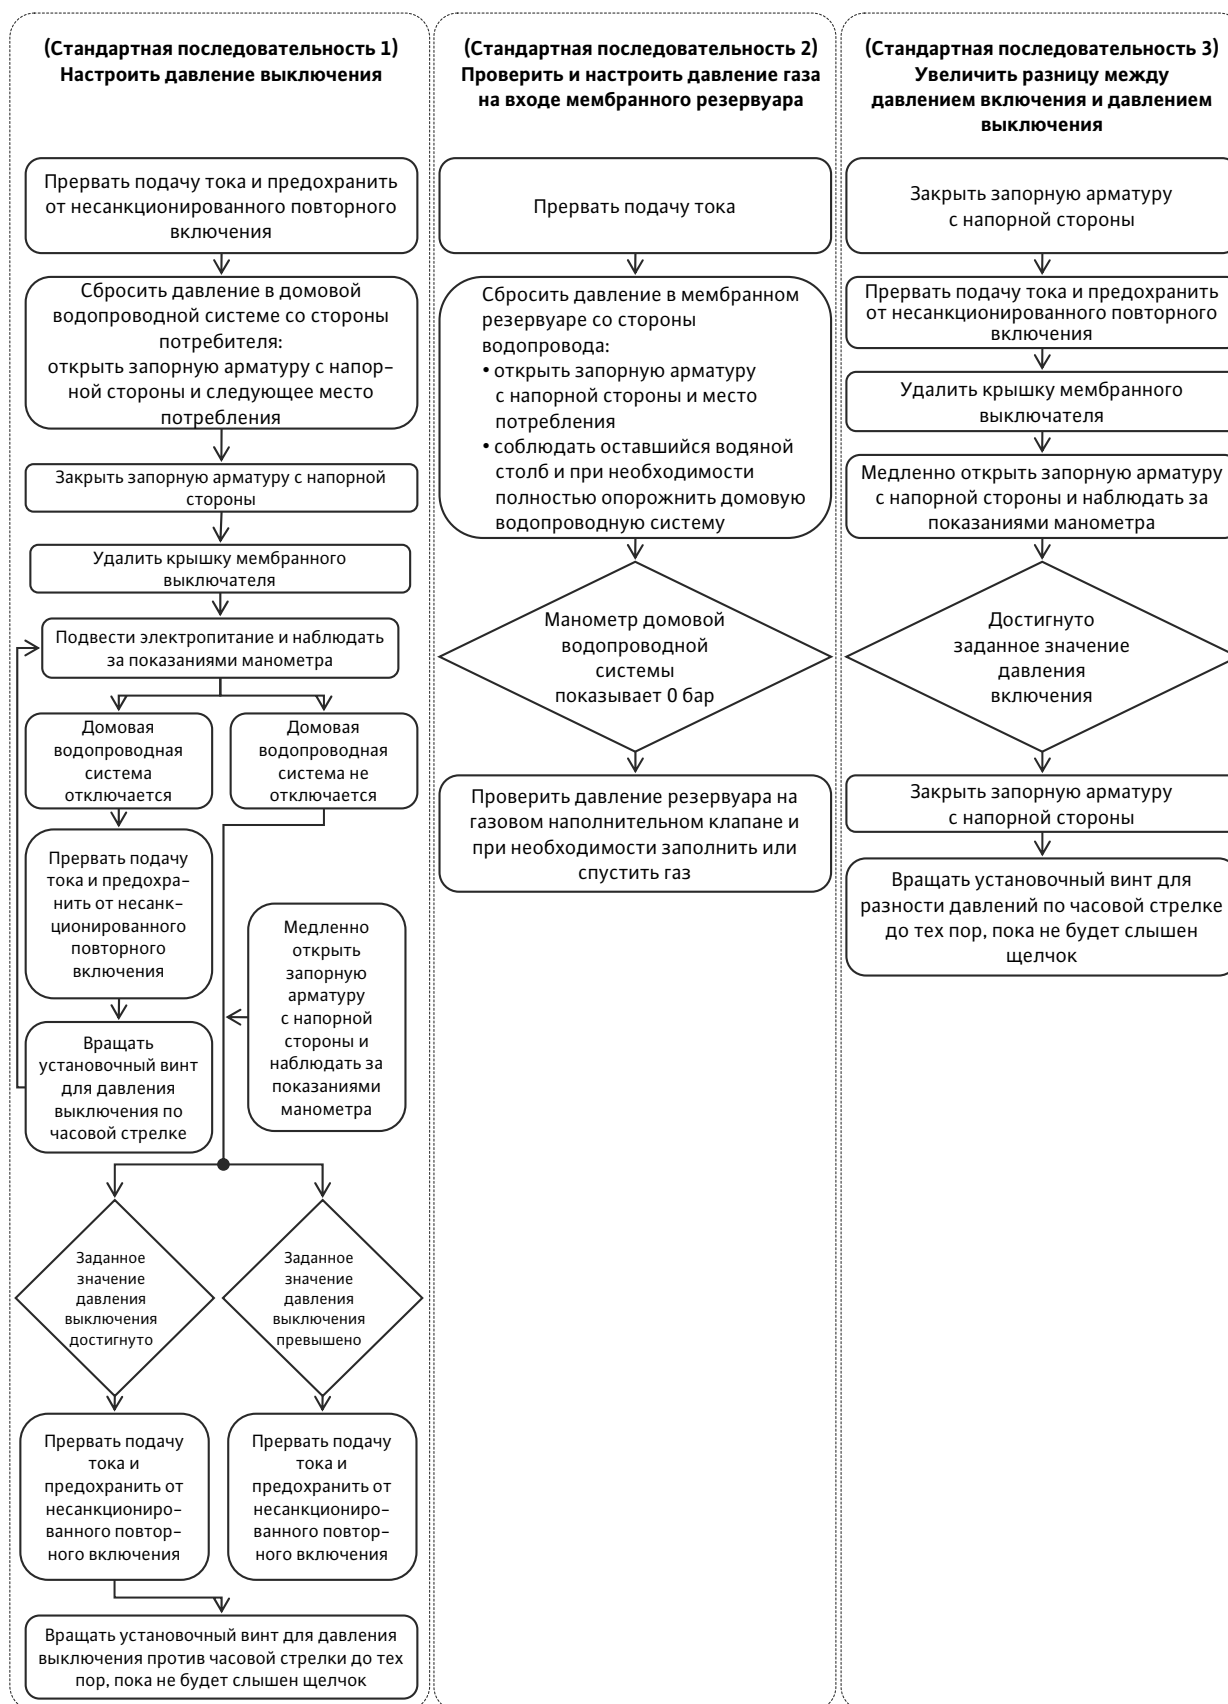 (Стандартная последовательность 1)
Настроить давление выключения
Прервать подачу тока и предохранить
от несанкционированного повторного
включения
Сбросить давление в домовой
водопроводной системе со стороны
потребителя:
открыть запорную арматуру с напор-
ной стороны и следующее место
потребления
Закрыть запорную арматуру с напорной
стороны
Удалить крышку мембранного
выключателя
Подвести электропитание и наблюдать
за показаниями манометра
Домовая
водопроводная
система
отключается
Домовая
водопроводная
система не
отключается
Прервать подачу
тока и предохра-
нить от несанк-
ционированного
повторного
включения
Медленно
открыть
запорную
арматуру
с напорной
стороны и
наблюдать за
показаниями
манометра
Вращать
установочный винт
для давления
выключения по
часовой стрелке
Заданное
значение
давления
выключения
достигнуто
Заданное
значение
давления
выключения
превышено
Прервать подачу
тока и
предохранить от
несанкциониро-
ванного повтор-
ного включения
Прервать подачу
тока и
предохранить от
несанкциониро-
ванного повтор-
ного включения
Вращать установочный винт для давления
выключения против часовой стрелки до тех
пор, пока не будет слышен щелчок
(Стандартная последовательность 2)
Проверить и настроить давление газа
на входе мембранного резервуара
Прервать подачу тока
Сбросить давление в мембранном
резервуаре со стороны
водопровода:
• открыть запорную арматуру
с напорной стороны и место
потребления
• соблюдать оставшийся водяной
столб и при необходимости
полностью опорожнить домовую
водопроводную систему
Манометр домовой
водопроводной
системы
показывает 0 бар
Проверить давление резервуара на
газовом наполнительном клапане и
при необходимости заполнить или
спустить газ
(Стандартная последовательность 3)
Увеличить разницу между
давлением включения и давлением
выключения
Закрыть запорную арматуру
с напорной стороны
Прервать подачу тока и предохранить
от несанкционированного повторного
включения
Удалить крышку мембранного
выключателя
Медленно открыть запорную арматуру
с напорной стороны и наблюдать за
показаниями манометра
Достигнуто
заданное значение
давления
включения
Закрыть запорную арматуру
с напорной стороны
Вращать установочный винт для
разности давлений по часовой стрелке
до тех пор, пока не будет слышен
щелчок